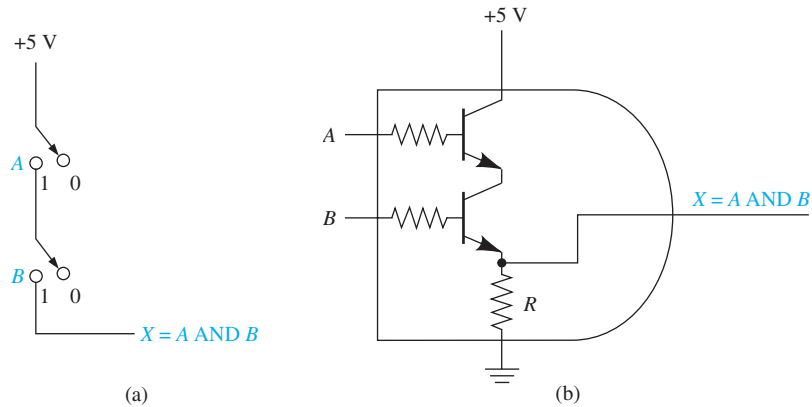 +5 V
A
1 0
B
1 0
X = A AND B
(a)
+5 V
A
B
X = A AND B
R
(b)